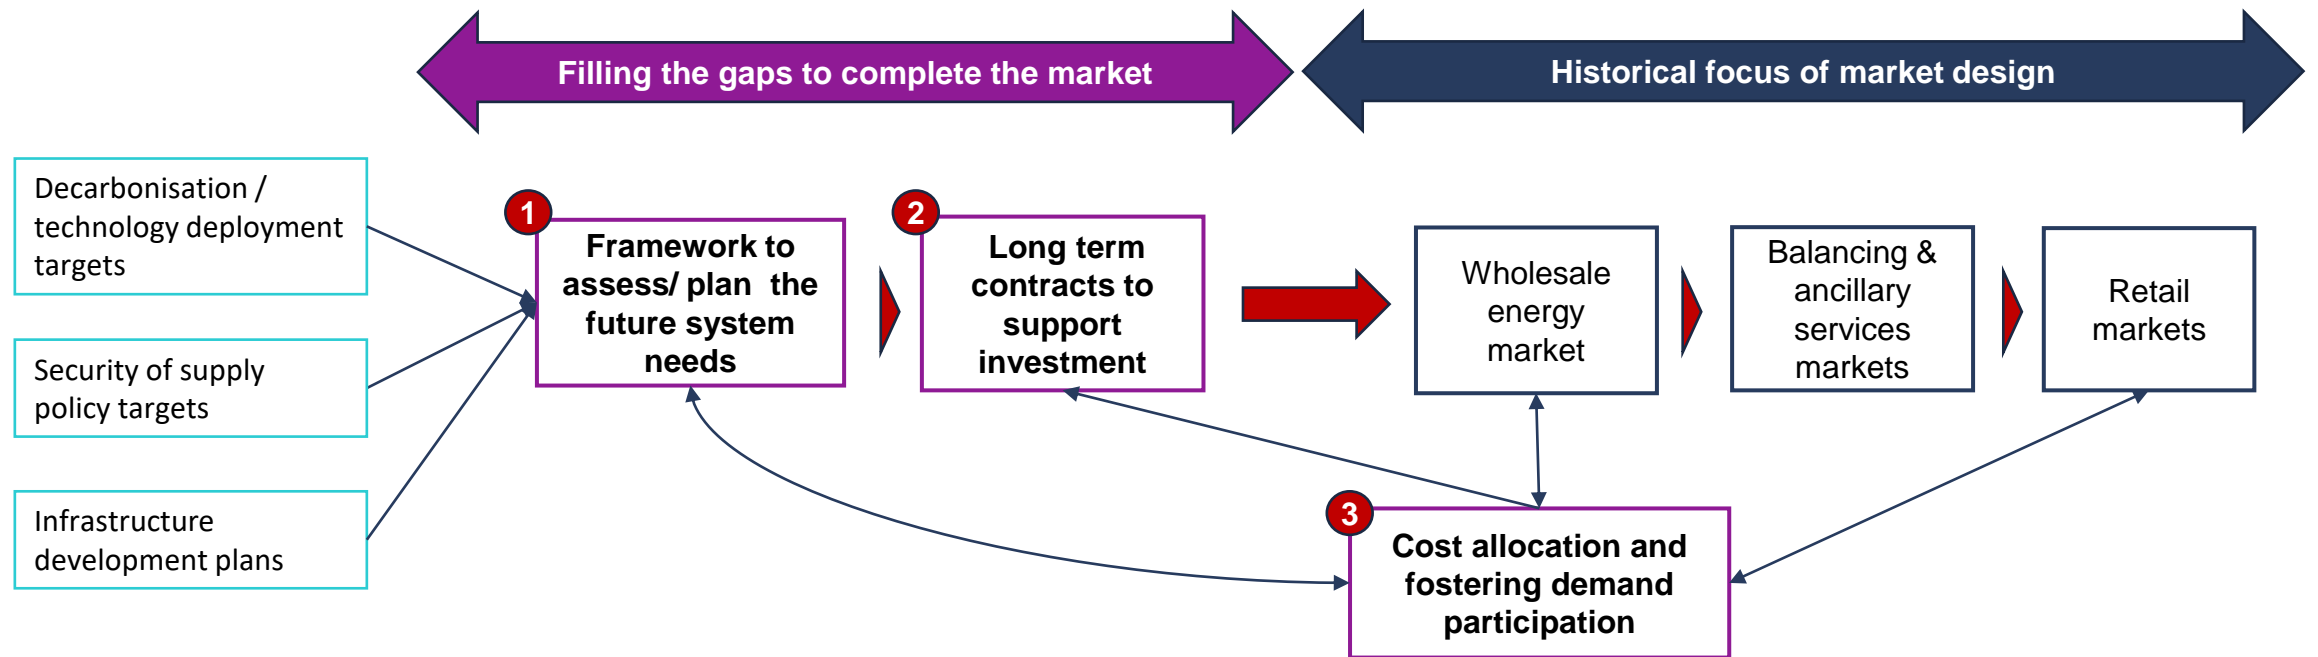 Filling the gaps to complete the market
Historical focus of market design
Decarbonisation /
technology deployment
targets
Security of supply
policy targets
Infrastructure
development plans
1
Framework to
assess/ plan the
future system
needs
2
Long term
contracts to
support
investment
Wholesale
energy
market
Balancing &
ancillary
services
markets
Retail
markets
3
Cost allocation and
fostering demand
participation